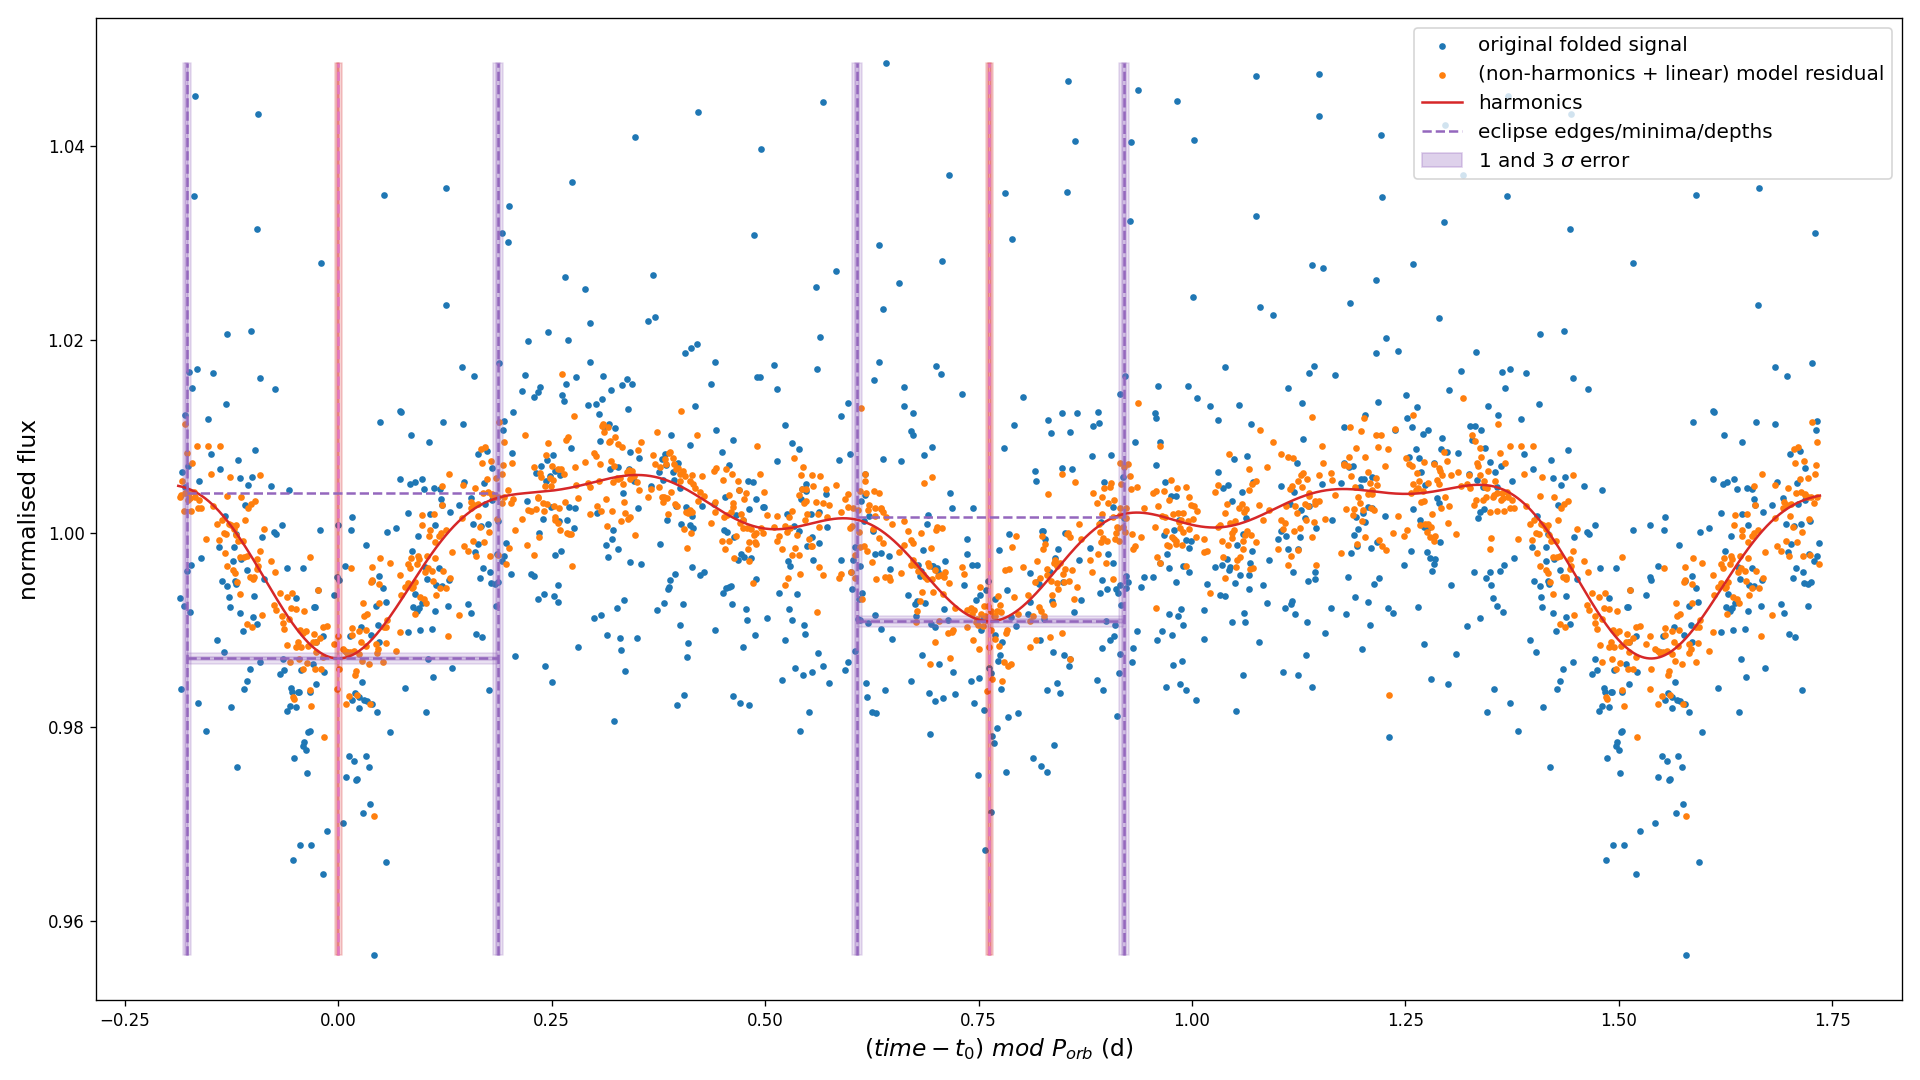 original folded signal
(non-harmonics + linear) model residual
harmonics
eclipse edges/minima/depths
1 and 3 σ error
normalised flux
1.04
1.02
1.00
0.98
0.96
−0.25 0.00 0.25 0.50 0.75 1.00 1.25 1.50 1.75
(time − t₀) mod P_orb (d)